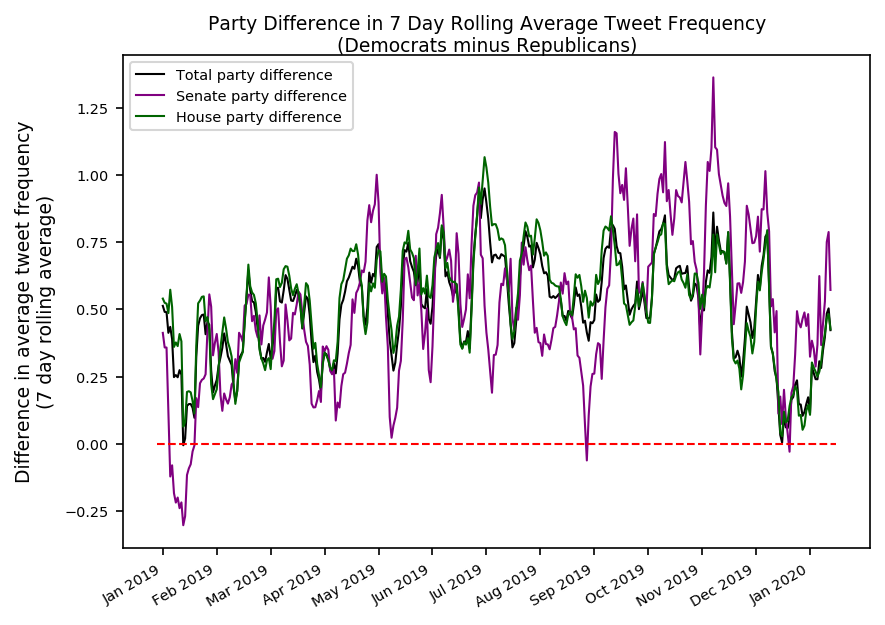 Party Difference in 7 Day Rolling Average Tweet Frequency
(Democrats minus Republicans)
Total party difference
Senate party difference
House party difference
Difference in average tweet frequency
(7 day rolling average)
1.25
1.00
0.75
0.50
0.25
0.00
−0.25
Jan 2019
Feb 2019
Mar 2019
Apr 2019
May 2019
Jun 2019
Jul 2019
Aug 2019
Sep 2019
Oct 2019
Nov 2019
Dec 2019
Jan 2020